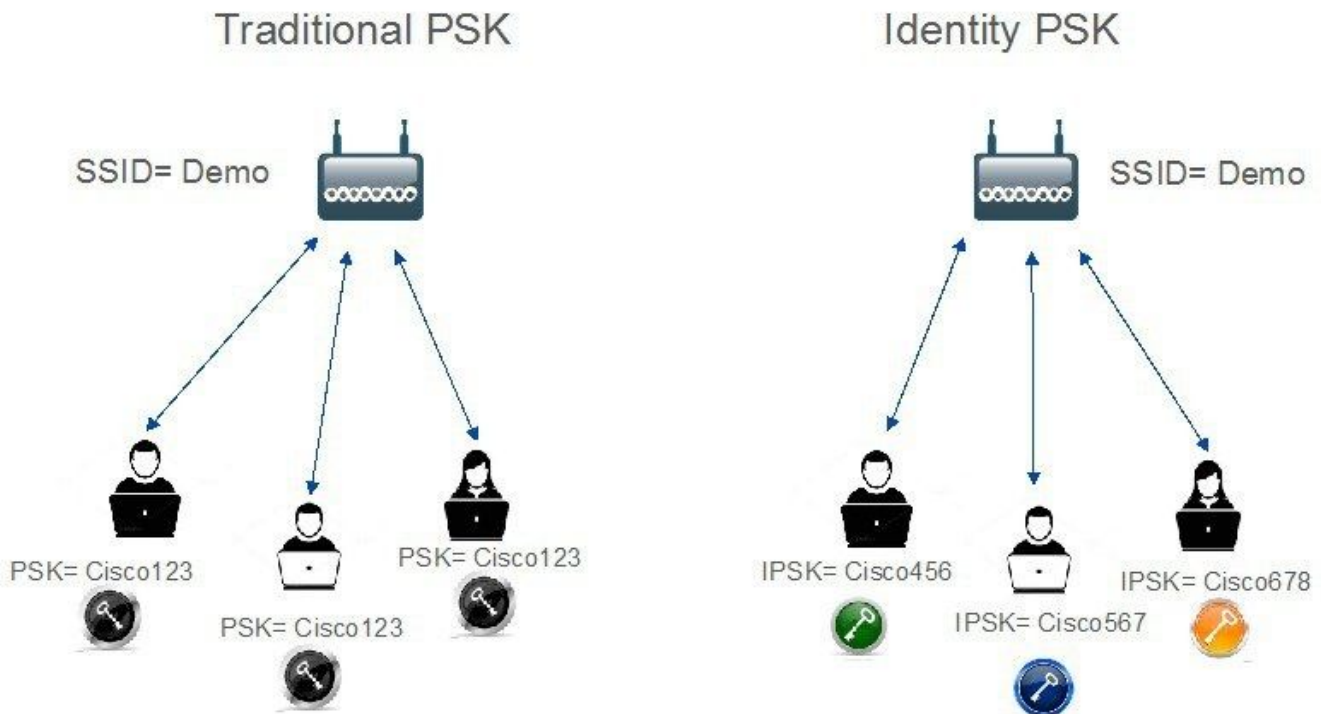 Traditional PSK
SSID= Demo
PSK= Cisco123
PSK= Cisco123
PSK= Cisco123
Identity PSK
SSID= Demo
IPSK= Cisco456
IPSK= Cisco567
IPSK= Cisco678